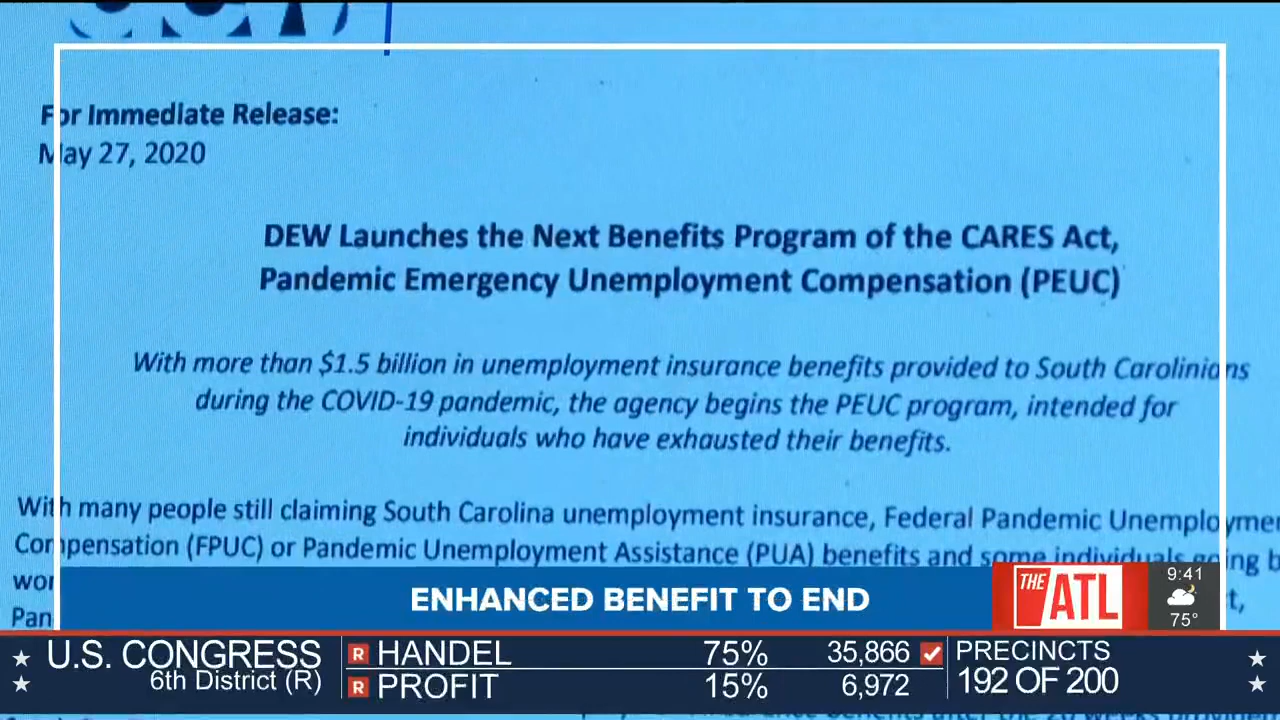 For Immediate Release:
May 27, 2020
DEW Launches the Next Benefits Program of the CARES Act,
Pandemic Emergency Unemployment Compensation (PEUC)
With more than $1.5 billion in unemployment insurance benefits provided to South Carolinians
during the COVID-19 pandemic, the agency begins the PEUC program, intended for
individuals who have exhausted their benefits.
With many people still claiming South Carolina unemployment insurance, Federal Pandemic
Compensation (FPUC) or Pandemic Unemployment Assistance (PUA) benefits and some individuals going
ENHANCED BENEFIT TO END
THE
ATL
9:41
75°
U.S. CONGRESS
6th District (R)
R HANDEL 75% 35,866
R PROFIT 15% 6,972
PRECINCTS
192 OF 200